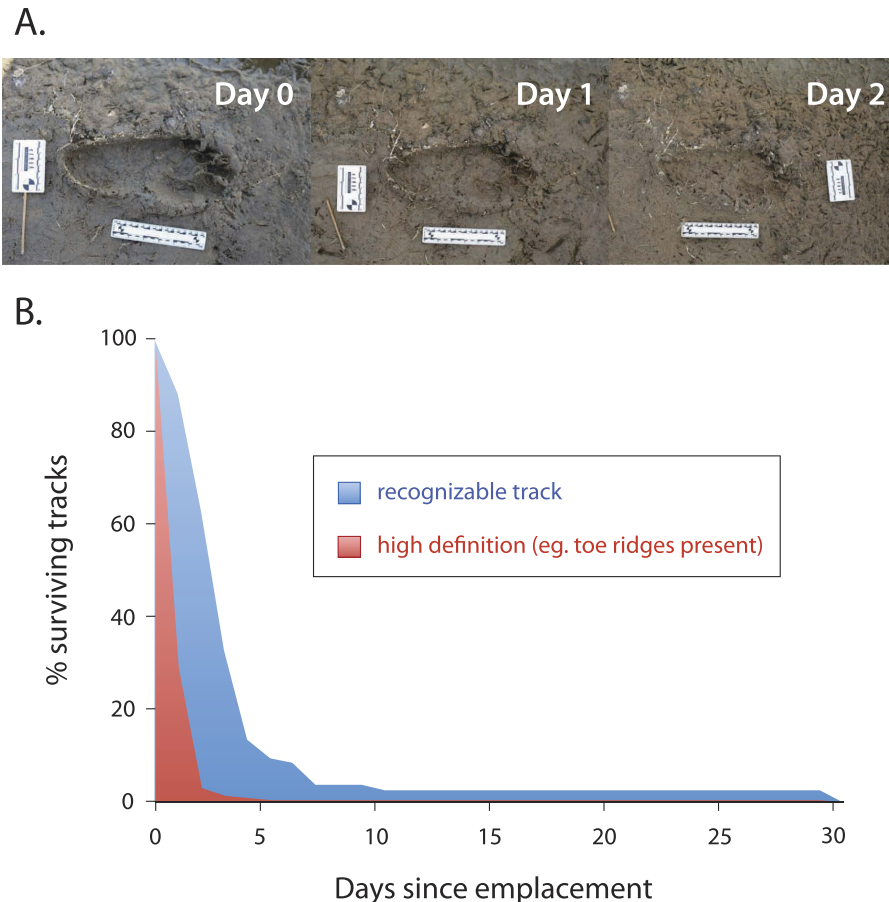 A.
Day 0
Day 1
Day 2
B.
100
80
60
40
20
0
% surviving tracks
recognizable track
high definition (eg. toe ridges present)
0 5 10 15 20 25 30
Days since emplacement